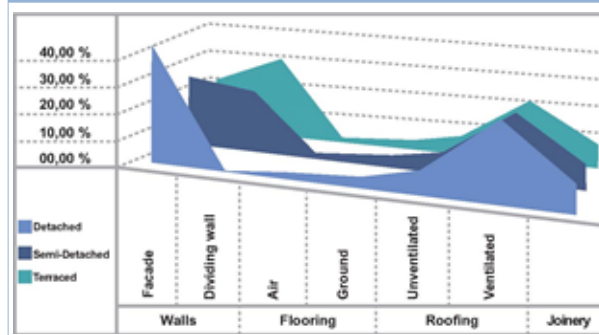 40,00 %
30,00 %
20,00 %
10,00 %
00,00 %
Detached
Semi-Detached
Terraced
Facade
Dividing wall
Air
Ground
Unventilated
Ventilated
Walls
Flooring
Roofing
Joinery